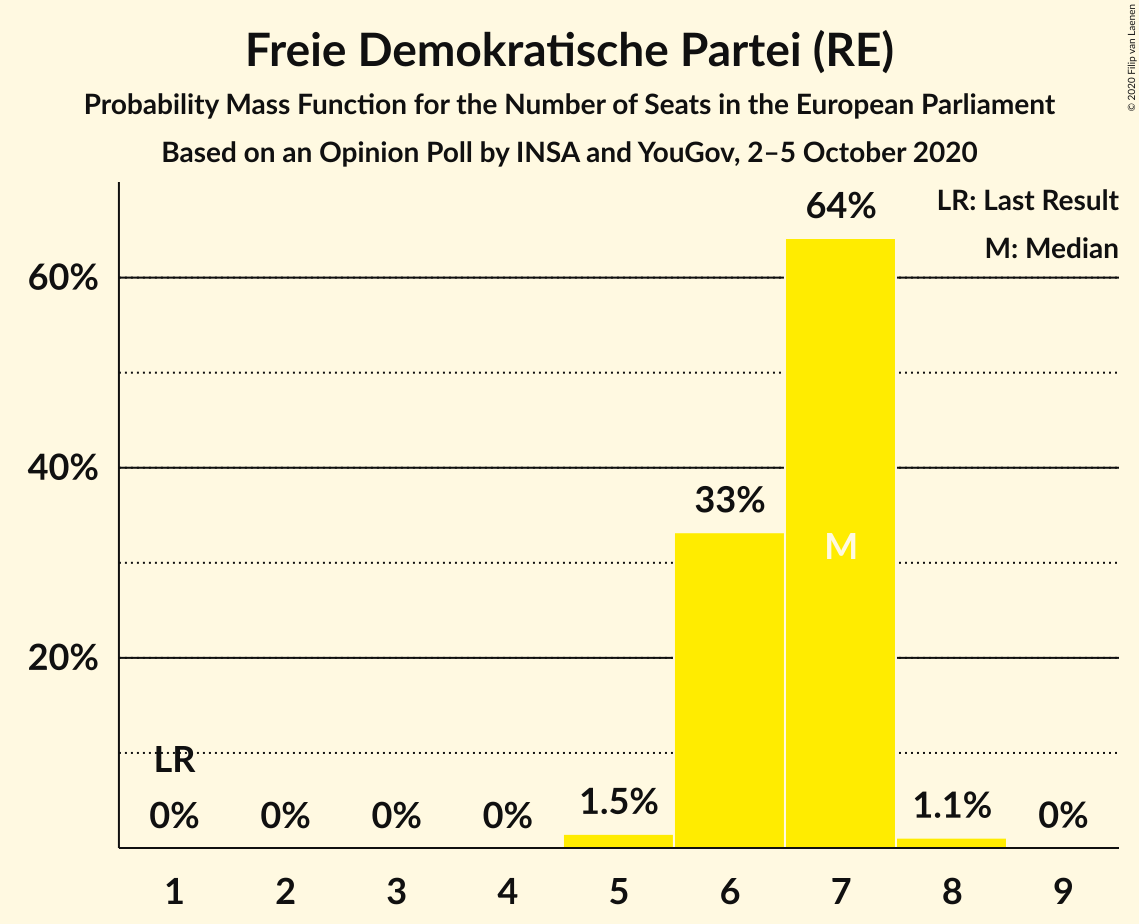 Freie Demokratische Partei (RE)
Probability Mass Function for the Number of Seats in the European Parliament
Based on an Opinion Poll by INSA and YouGov, 2–5 October 2020
© 2020 Filip van Laenen
LR: Last Result
M: Median
60%
40%
20%
64%
33%
M
LR
0%
0%
0%
0%
1.5%
1.1%
0%
1 2 3 4 5 6 7 8 9